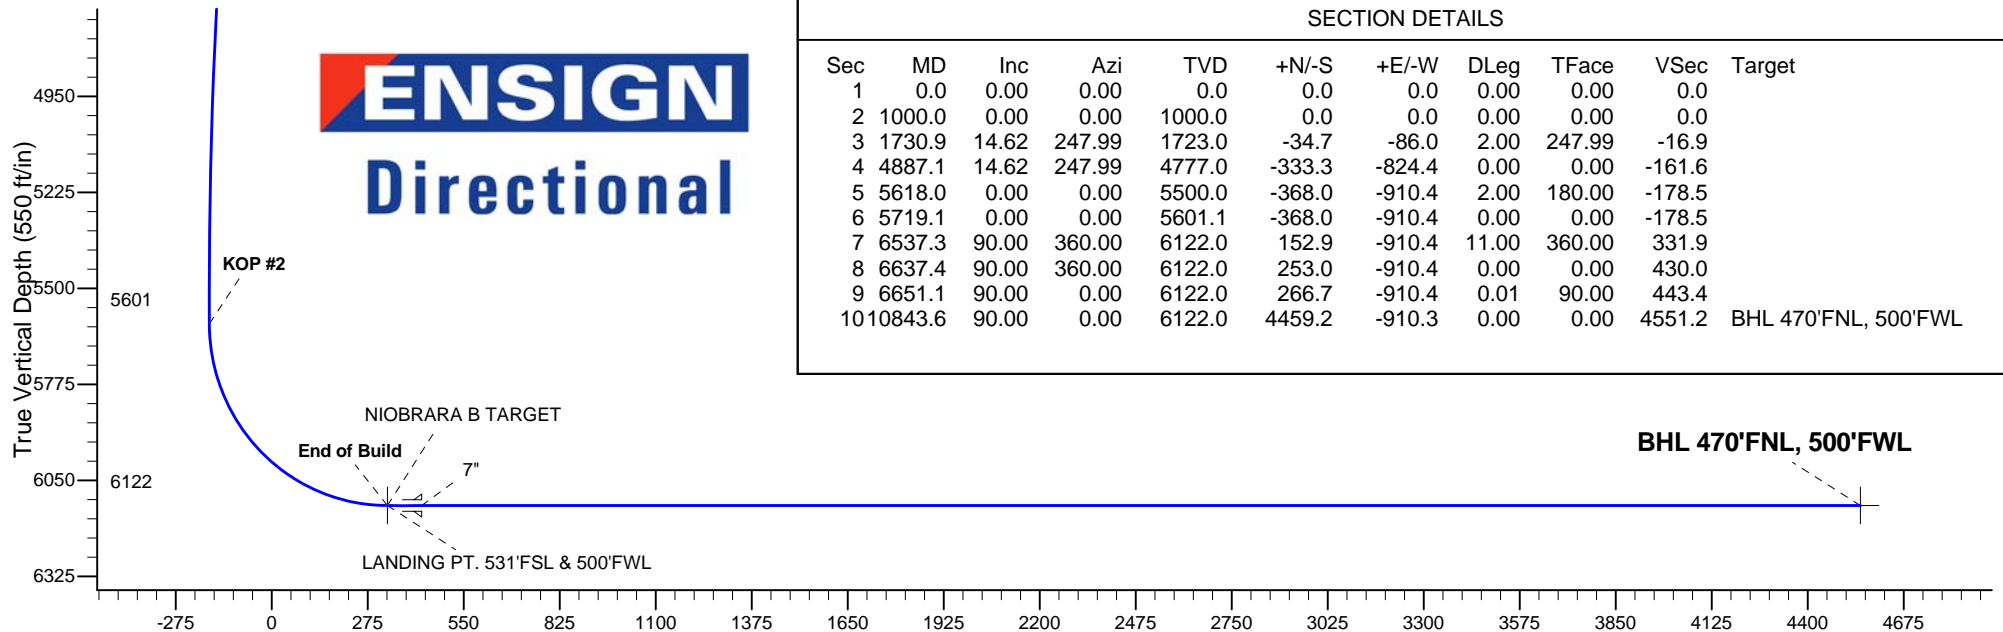 SECTION DETAILS
Sec MD Inc Azi TVD +N/-S +E/-W DLeg TFace VSec Target
1 0.0 0.00 0.00 0.0 0.0 0.0 0.00 0.00 0.0
2 1000.0 0.00 0.00 1000.0 0.0 0.0 0.00 0.00 0.0
3 1730.9 14.62 247.99 1723.0 -34.7 -86.0 2.00 247.99 -16.9
4 4887.1 14.62 247.99 4777.0 -333.3 -824.4 0.00 0.00 -161.6
5 5618.0 0.00 0.00 5500.0 -368.0 -910.4 2.00 180.00 -178.5
6 5719.1 0.00 0.00 5601.1 -368.0 -910.4 0.00 0.00 -178.5
7 6537.3 90.00 360.00 6122.0 152.9 -910.4 11.00 360.00 331.9
8 6637.4 90.00 360.00 6122.0 253.0 -910.4 0.00 0.00 430.0
9 6651.1 90.00 0.00 6122.0 266.7 -910.4 0.01 90.00 443.4
10 10843.6 90.00 0.00 6122.0 4459.2 -910.3 0.00 0.00 4551.2 BHL 470'FNL, 500'FWL
ENSIGN
Directional
True Vertical Depth (550 ft/in)
4950
5225
5500
5775
6050
6325
5601
6122
KOP #2
NIOBRARA B TARGET
End of Build
7"
LANDING PT. 531'FSL & 500'FWL
BHL 470'FNL, 500'FWL
-275 0 275 550 825 1100 1375 1650 1925 2200 2475 2750 3025 3300 3575 3850 4125 4400 4675